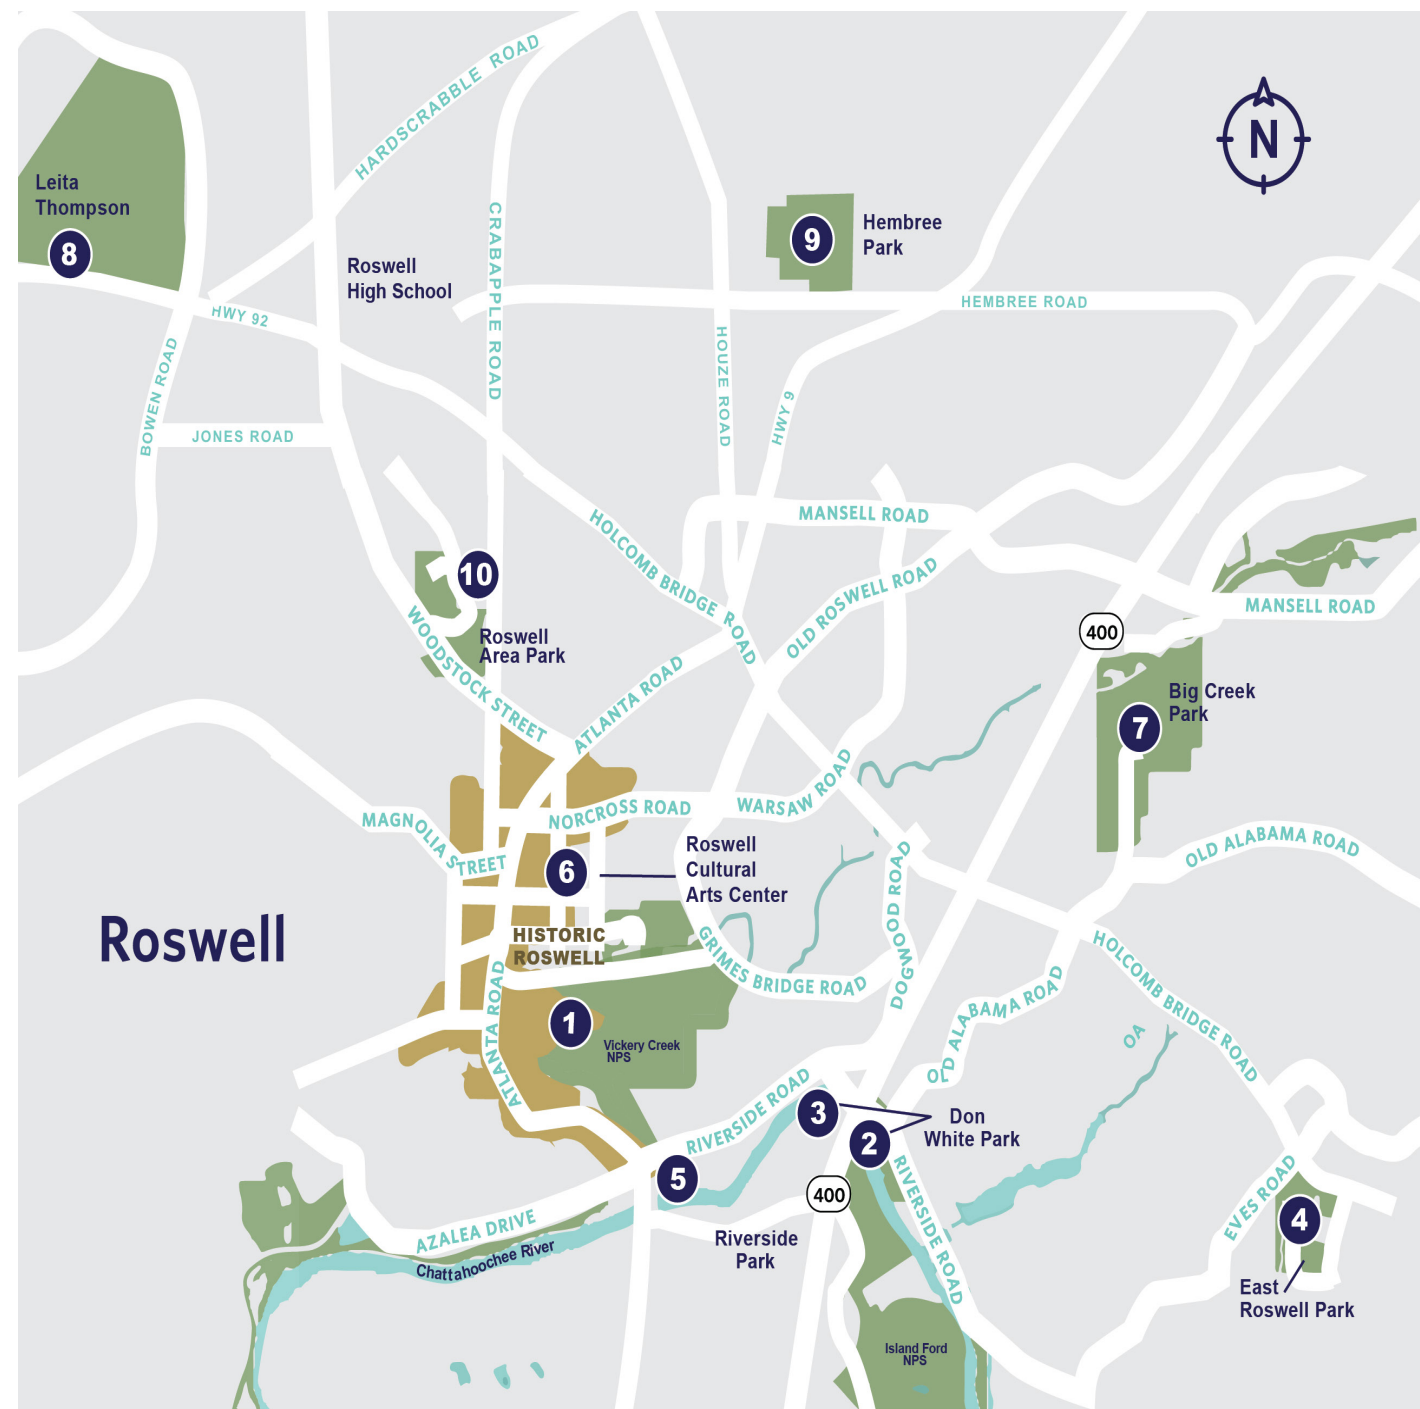 HARDSCRABBLE ROAD
N
Leita
Thompson
8
CRABAPPLE ROAD
9
Hembree
Park
Roswell
High School
HEMBREE ROAD
HWY 92
BOWEN ROAD
HOUZE ROAD
HWY 9
JONES ROAD
HOLCOMB BRIDGE ROAD
MANSELL ROAD
10
OLD ROSWELL ROAD
MANSELL ROAD
WOODSTOCK STREET
Roswell
Area Park
400
ATLANTA ROAD
Big Creek
Park
7
WARSAW ROAD
NORCROSS ROAD
MAGNOLIA STREET
OLD ALABAMA ROAD
6
Roswell
Cultural
Arts Center
DOGWOOD ROAD
Roswell
HISTORIC
ROSWELL
GRIMES BRIDGE ROAD
HOLCOMB BRIDGE ROAD
ATLANTA ROAD
1
Vickery Creek
NPS
OLD ALABAMA ROAD
OA
RIVERSIDE ROAD
3
2
Don
White Park
5
400
RIVERSIDE ROAD
EVES ROAD
4
AZALEA DRIVE
Chattahoochee River
Riverside
Park
East
Roswell Park
Island Ford
NPS